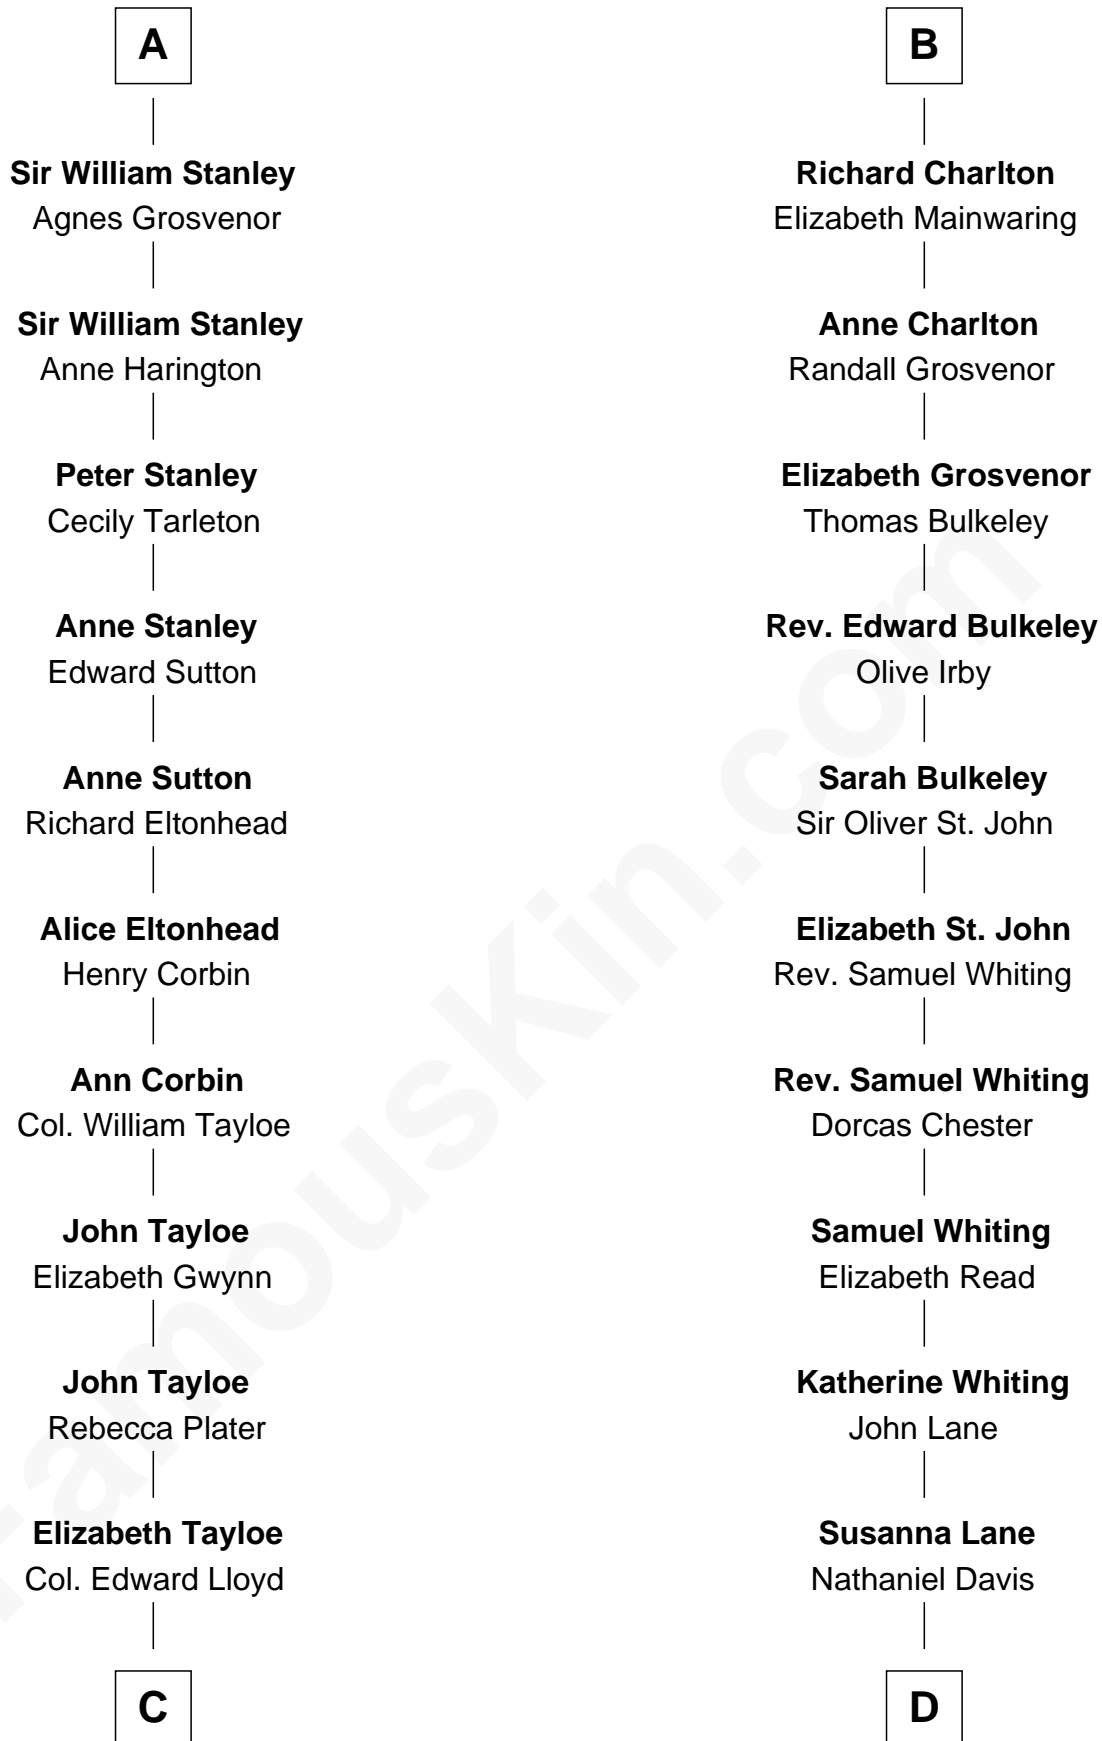 A
Sir William Stanley
Agnes Grosvenor
Sir William Stanley
Anne Harington
Peter Stanley
Cecily Tarleton
Anne Stanley
Edward Sutton
Anne Sutton
Richard Eltonhead
Alice Eltonhead
Henry Corbin
Ann Corbin
Col. William Tayloe
John Tayloe
Elizabeth Gwynn
John Tayloe
Rebecca Plater
Elizabeth Tayloe
Col. Edward Lloyd
C
B
Richard Charlton
Elizabeth Mainwaring
Anne Charlton
Randall Grosvenor
Elizabeth Grosvenor
Thomas Bulkeley
Rev. Edward Bulkeley
Olive Irby
Sarah Bulkeley
Sir Oliver St. John
Elizabeth St. John
Rev. Samuel Whiting
Rev. Samuel Whiting
Dorcas Chester
Samuel Whiting
Elizabeth Read
Katherine Whiting
John Lane
Susanna Lane
Nathaniel Davis
D
FamousKin.com